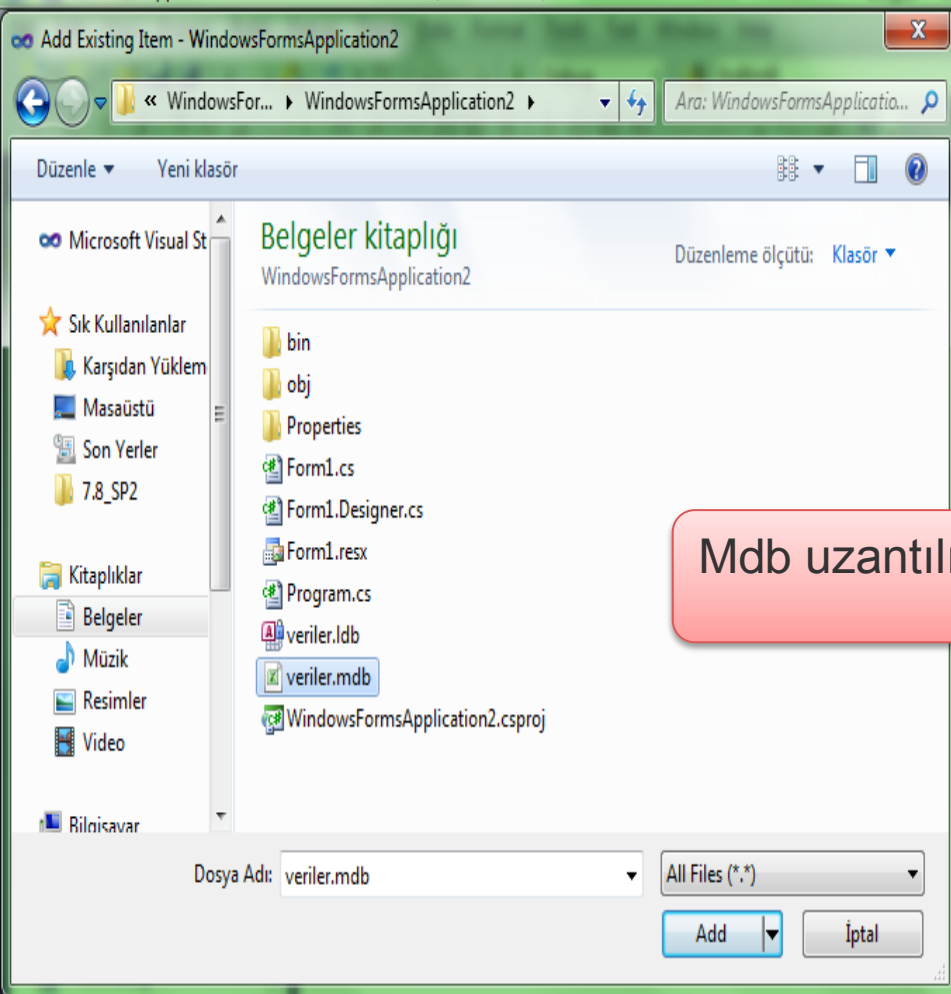 Add Existing Item - WindowsFormsApplication2
« WindowsFor... ▸ WindowsFormsApplication2 ▸
Ara: WindowsFormsApplicatio...
Düzenle
Yeni klasör
Microsoft Visual St
Sık Kullanılanlar
Karşıdan Yüklem
Masaüstü
Son Yerler
7.8_SP2
Kitaplıklar
Belgeler
Müzik
Resimler
Video
Bilgisayar
Belgeler kitaplığı
WindowsFormsApplication2
Düzenleme ölçütü: Klasör
bin
obj
Properties
Form1.cs
Form1.Designer.cs
Form1.resx
Program.cs
veriler.ldb
veriler.mdb
WindowsFormsApplication2.csproj
Mdb uzantılı
Dosya Adı: veriler.mdb
All Files (*.*)
Add
İptal